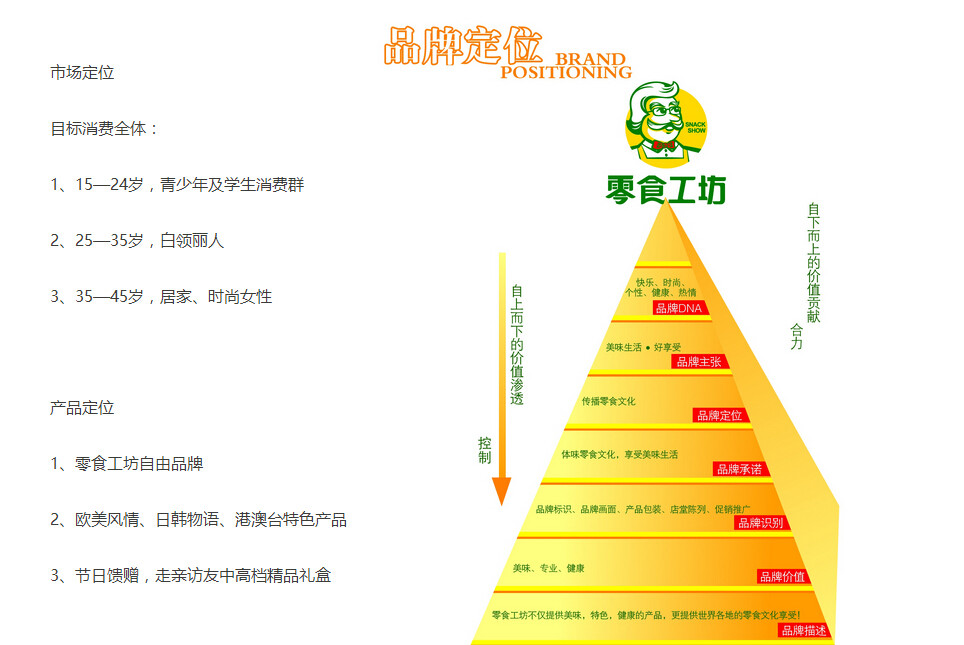 市场定位
目标消费全体：
1、15—24岁，青少年及学生消费群
2、25—35岁，白领丽人
3、35—45岁，居家、时尚女性
产品定位
1、零食工坊自由品牌
2、欧美风情、日韩物语、港澳台特色产品
3、节日馈赠，走亲访友中高档精品礼盒
品牌定位 BRAND
POSITIONING
SNACK
SHOW
零食工坊
自上而下的价值渗透
控制
快乐、时尚、
个性、健康、热情
品牌DNA
美味生活 • 好享受
品牌主张
传播零食文化
品牌定位
体味零食文化，享受美味生活
品牌承诺
品牌标识、品牌画面、产品包装、店堂陈列、促销推广
品牌识别
美味、专业、健康
品牌价值
零食工坊不仅提供美味，特色，健康的产品，更提供世界各地的零食文化享受！
品牌描述
自下而上的价值贡献
合力